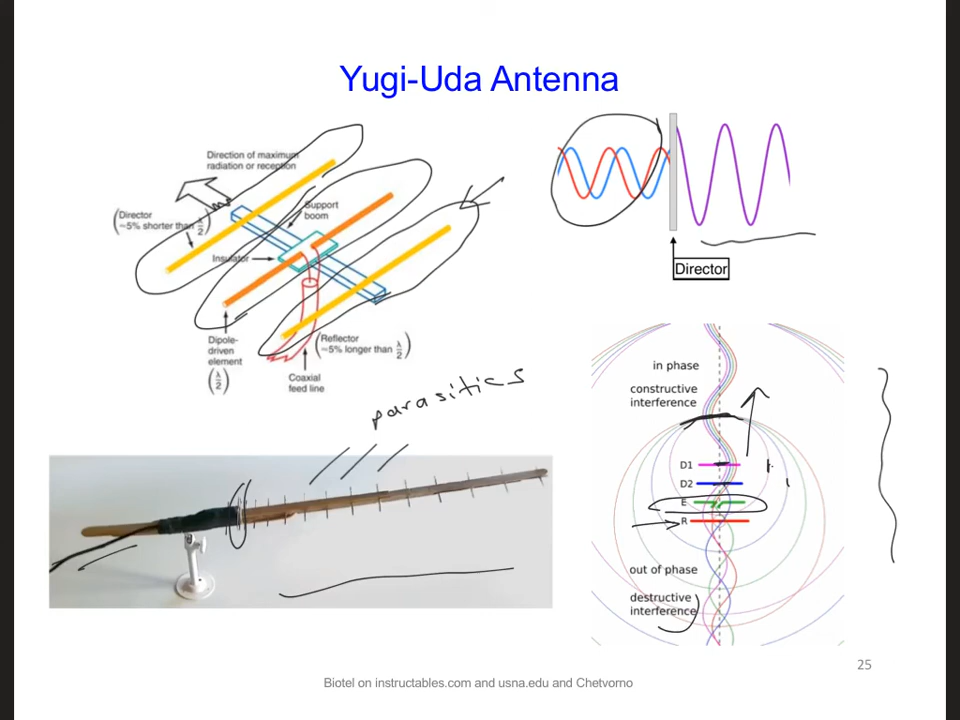 Yugi-Uda Antenna
Direction of maximum
radiation or reception
Director
≈5% shorter than λ/2
Support
boom
Insulator
Dipole-
driven
element
(λ/2)
Coaxial
feed line
Reflector
≈5% longer than λ/2
Director
parasitics
in phase
constructive
interference
D1
D2
E
R
out of phase
destructive
interference
25
Biotel on instructables.com and usna.edu and Chetvorno